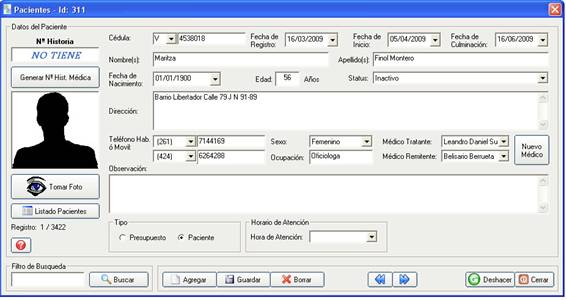 Pacientes - Id: 311
Datos del Paciente
Nº Historia
NO TIENE
Generar Nº Hist. Médica
Cédula: V 4538018 Fecha de Registro: 16/03/2009 Fecha de Inicio: 05/04/2009 Fecha de Culminación: 16/06/2009
Nombre(s): Maritza Apellido(s): Finol Montero
Fecha de Nacimiento: 01/01/1900 Edad: 56 Años Status: Inactivo
Dirección: Barrio Libertador Calle 79 J N 91-89
Teléfono Hab. ó Movil: (261) 7144169 Sexo: Femenino Médico Tratante: Leandro Daniel Su
(424) 6264288 Ocupación: Oficiologa Médico Remitente: Belisario Berrueta
Nuevo Médico
Observación:
Tomar Foto
Listado Pacientes
Registro: 1 / 3422
Tipo
Presupuesto Paciente
Horario de Atención
Hora de Atención:
Filtro de Busqueda
Buscar Agregar Guardar Borrar Deshacer Cerrar